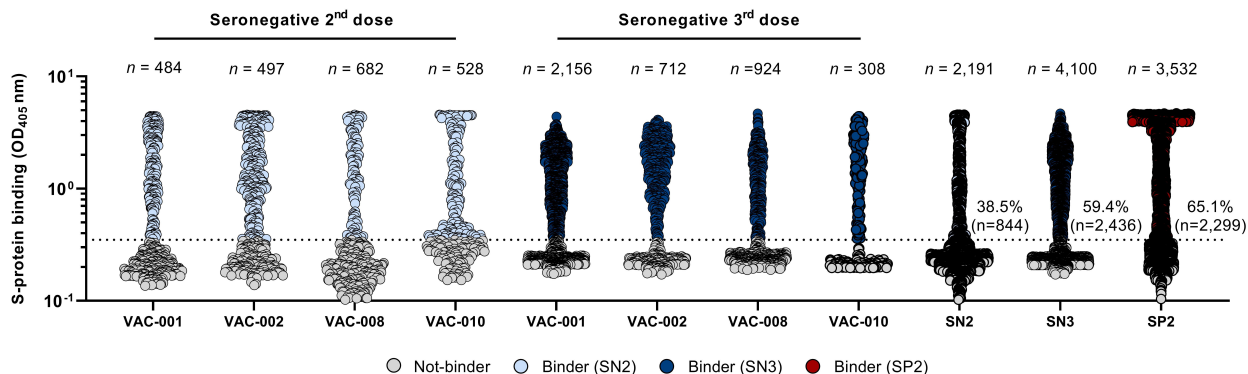 Seronegative 2nd dose
Seronegative 3rd dose
n = 484
n = 497
n = 682
n = 528
n = 2,156
n = 712
n =924
n = 308
n = 2,191
n = 4,100
n = 3,532
S-protein binding (OD405 nm)
10^1
10^0
10^-1
38.5%
(n=844)
59.4%
(n=2,436)
65.1%
(n=2,299)
VAC-001
VAC-002
VAC-008
VAC-010
VAC-001
VAC-002
VAC-008
VAC-010
SN2
SN3
SP2
Not-binder
Binder (SN2)
Binder (SN3)
Binder (SP2)